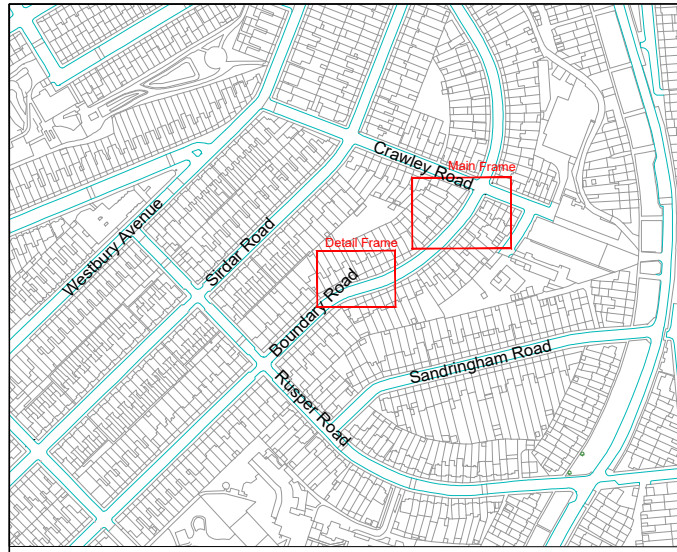 Crawley Road
Main Frame
Westbury Avenue
Sirdar Road
Detail Frame
Boundary Road
Sandringham Road
Rusper Road